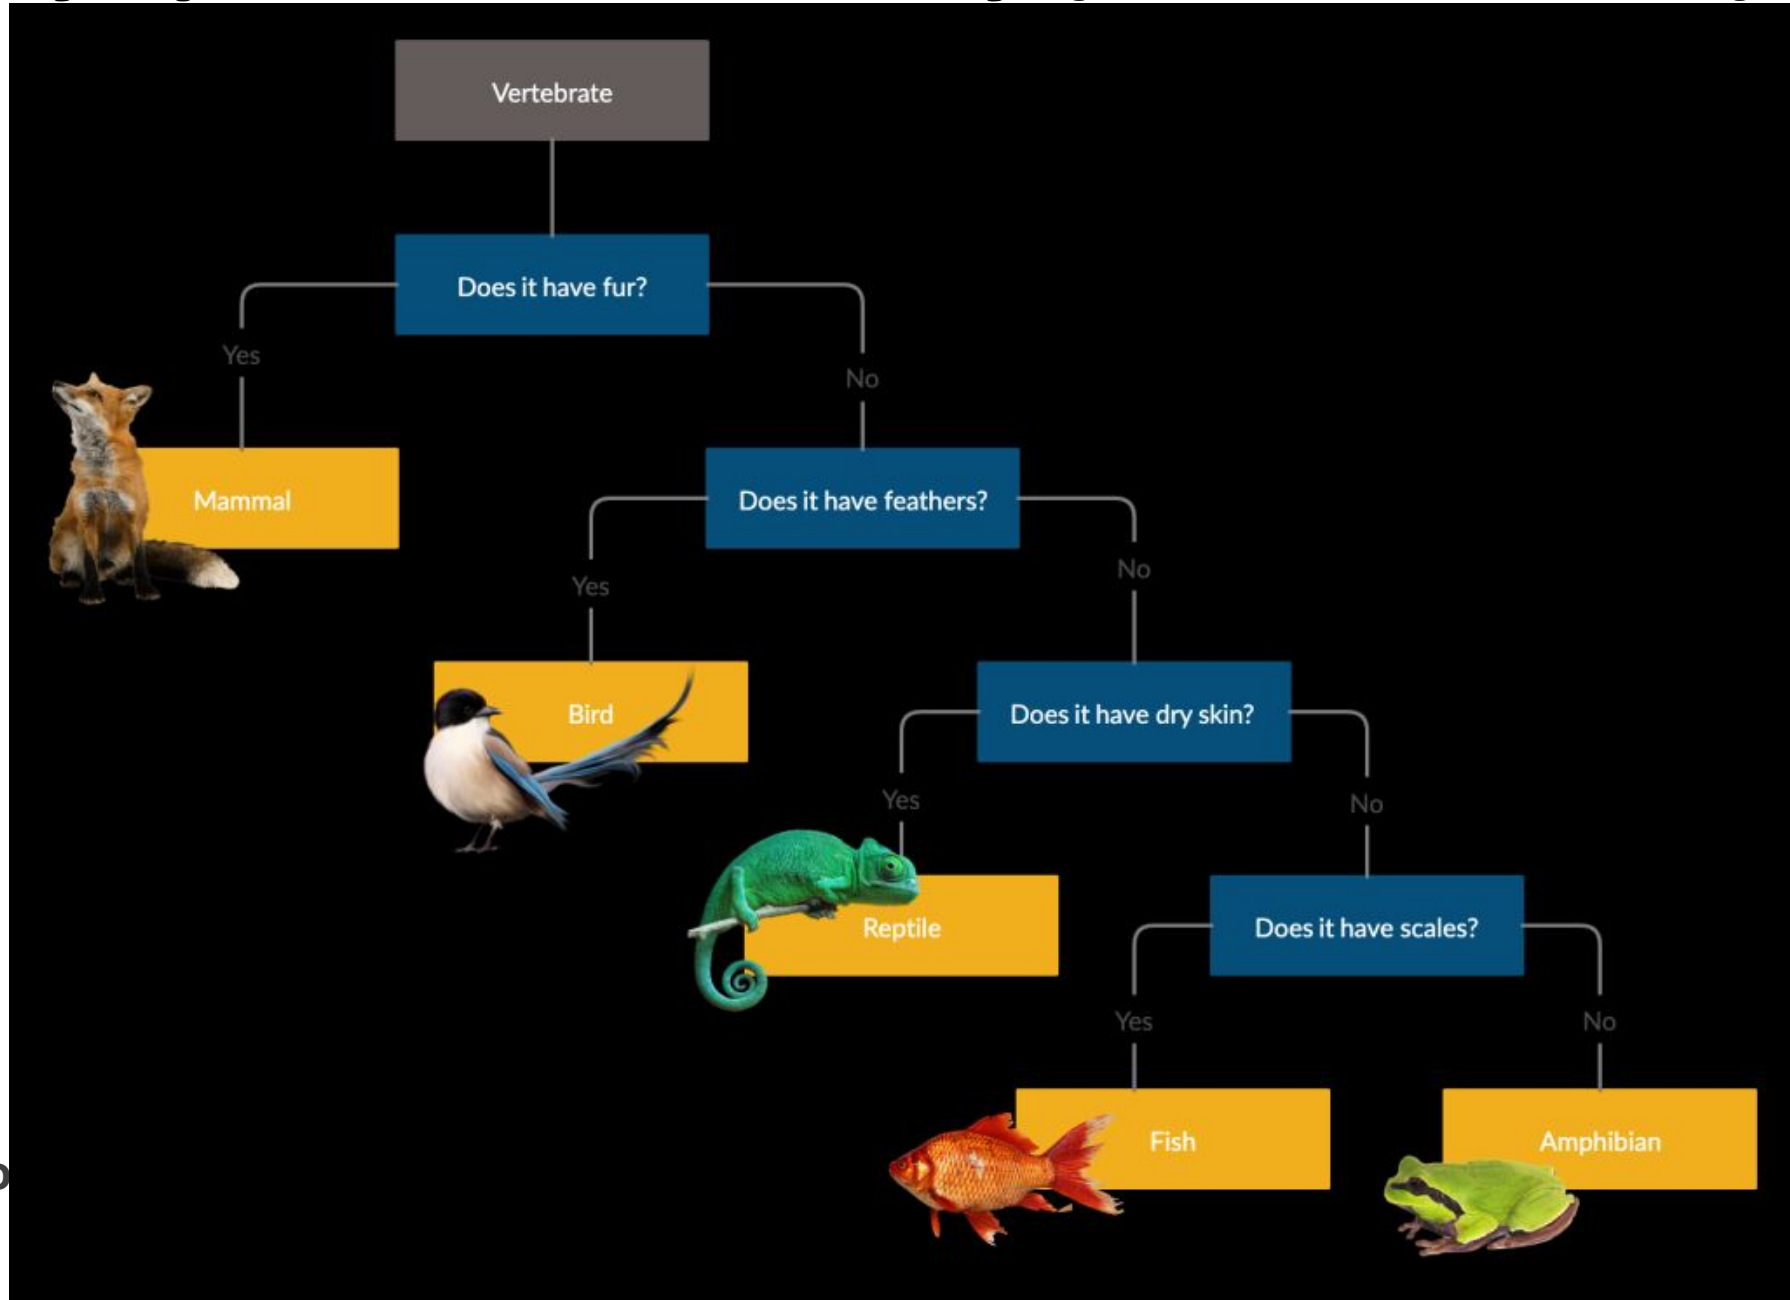 Vertebrate
Does it have fur?
Yes
No
Mammal
Does it have feathers?
Yes
No
Bird
Does it have dry skin?
Yes
No
Reptile
Does it have scales?
Yes
No
Fish
Amphibian